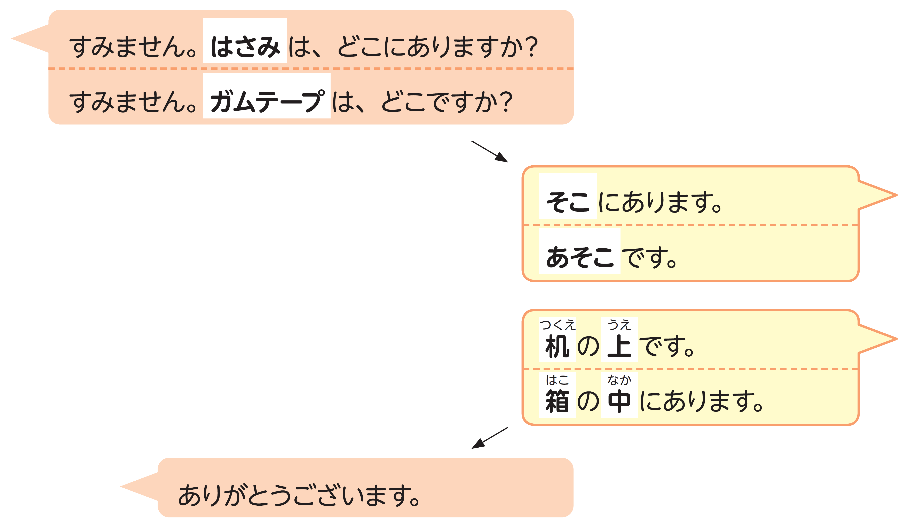 すみません。はさみは、どこにありますか?
すみません。ガムテープは、どこですか?
そこにあります。
あそこです。
つくえ うえ
机の上です。
はこ なか
箱の中にあります。
ありがとうございます。